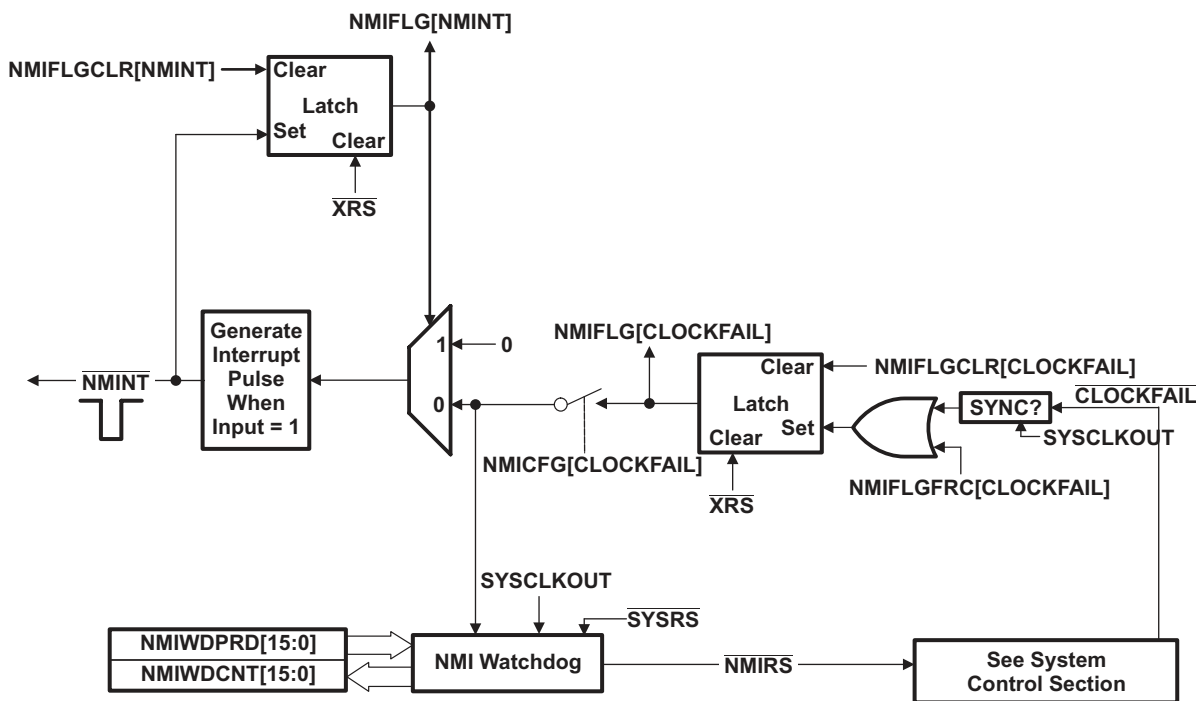 NMIFLG[NMINT]
NMIFLGCLR[NMINT]
Clear
Latch
Set
Clear
XRS
Generate
Interrupt
Pulse
When
Input = 1
NMINT
1
0
0
NMIFLG[CLOCKFAIL]
NMICFG[CLOCKFAIL]
Clear
Latch
Set
Clear
XRS
NMIFLGCLR[CLOCKFAIL]
CLOCKFAIL
SYNC?
SYSCLKOUT
NMIFLGFRC[CLOCKFAIL]
SYSCLKOUT
SYSRS
NMIWDPRD[15:0]
NMIWDCNT[15:0]
NMI Watchdog
NMIRS
See System
Control Section